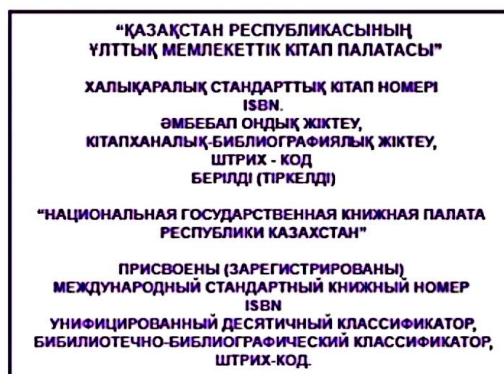 “ҚАЗАҚСТАН РЕСПУБЛИКАСЫНЫҢ
ҰЛТТЫҚ МЕМЛЕКЕТТІК КІТАП ПАЛАТАСЫ”
ХАЛЫҚАРАЛЫҚ СТАНДАРТТЫҚ КІТАП НОМЕРІ
ISBN.
ӘМБЕБАП ОНДЫҚ ЖІКТЕУ,
КІТАПХАНАЛЫҚ-БИБЛИОГРАФИЯЛЫҚ ЖІКТЕУ,
ШТРИХ - КОД
БЕРІЛДІ (ТІРКЕЛДІ)
“НАЦИОНАЛЬНАЯ ГОСУДАРСТВЕННАЯ КНИЖНАЯ ПАЛАТА
РЕСПУБЛИКИ КАЗАХСТАН”
ПРИСВОЕНЫ (ЗАРЕГИСТРИРОВАНЫ)
МЕЖДУНАРОДНЫЙ СТАНДАРТНЫЙ КНИЖНЫЙ НОМЕР
ISBN
УНИФИЦИРОВАННЫЙ ДЕСЯТИЧНЫЙ КЛАССИФИКАТОР,
БИБИЛИОТЕЧНО-БИБЛИОГРАФИЧЕСКИЙ КЛАССИФИКАТОР,
ШТРИХ-КОД.